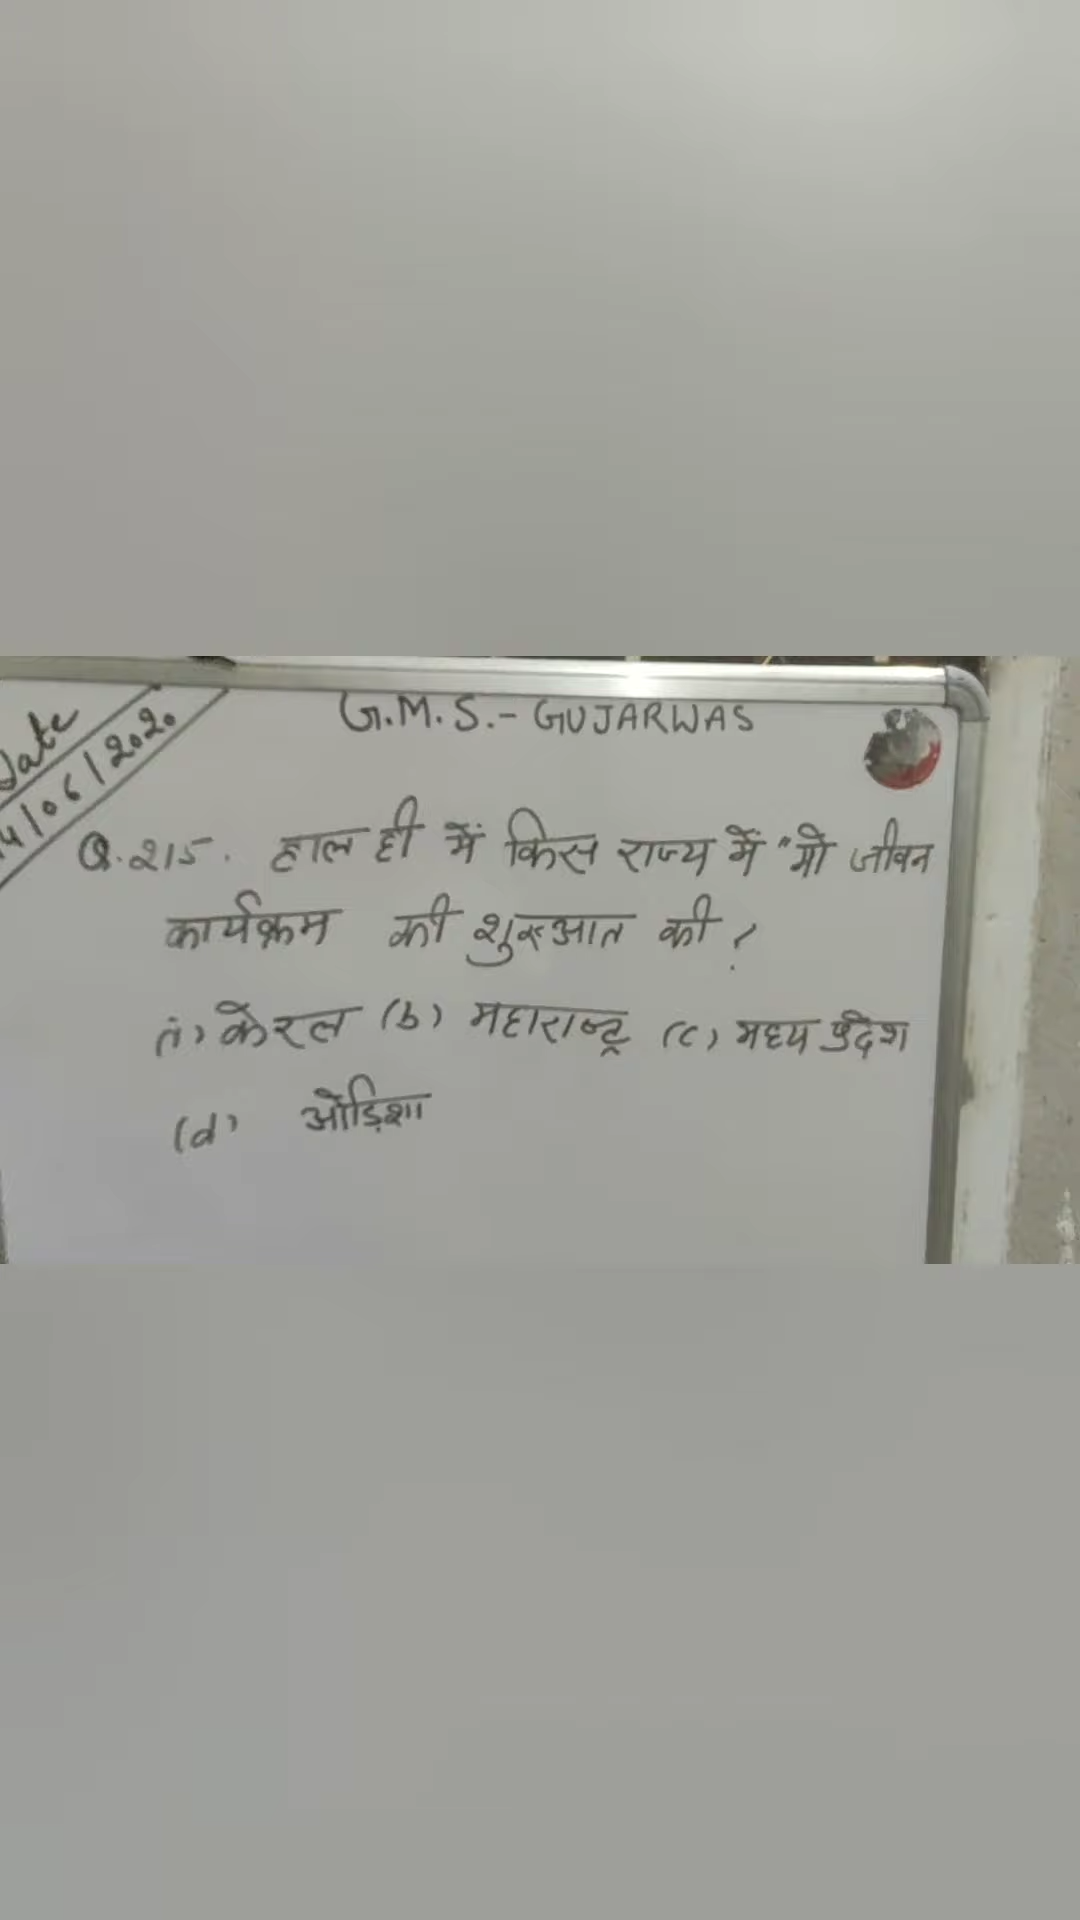 G.M.S.- GUJARWAS
Date
4/06/2020
Q.215. हाल ही में किस राज्य में "मो जीवन
कार्यक्रम की शुरुआत की ?
केरल (b) महाराष्ट्र (c) मध्य प्रदेश
(d) ओड़िशा